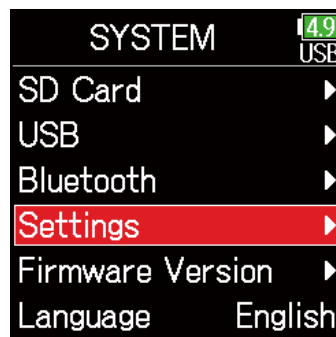 SYSTEM
4.9
USB
SD Card
USB
Bluetooth
Settings
Firmware Version
Language English